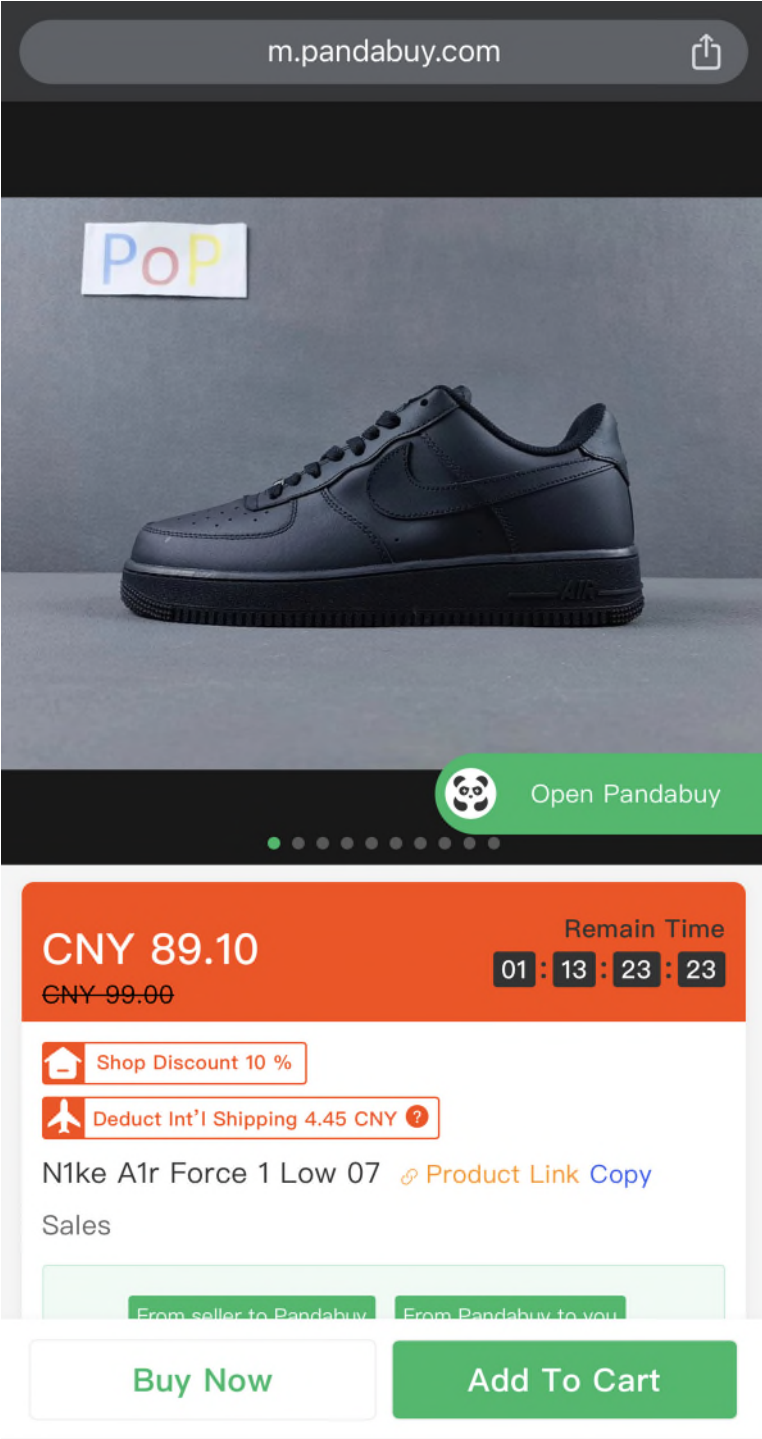 m.pandabuy.com
PoP
AIR
Open Pandabuy
CNY 89.10
Remain Time
01 : 13 : 23 : 23
CNY 99.00
Shop Discount 10 %
Deduct Int'l Shipping 4.45 CNY ?
N1ke A1r Force 1 Low 07 Product Link Copy
Sales
From seller to Pandabuy From Pandabuy to you
Buy Now Add To Cart